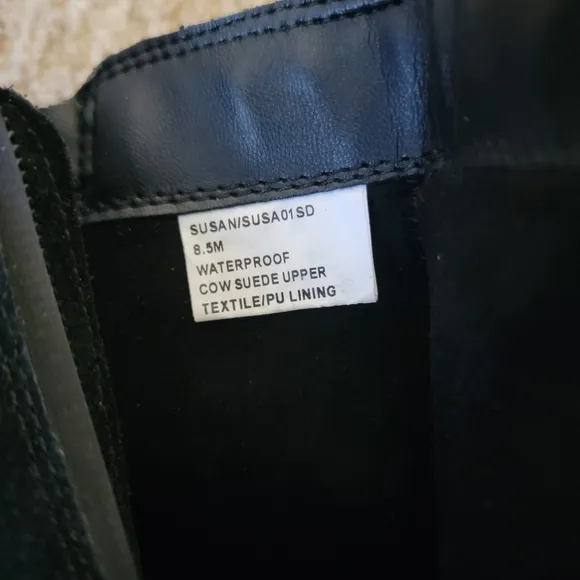 SUSAN/SUSA01SD
8.5M
WATERPROOF
COW SUEDE UPPER
TEXTILE/PU LINING